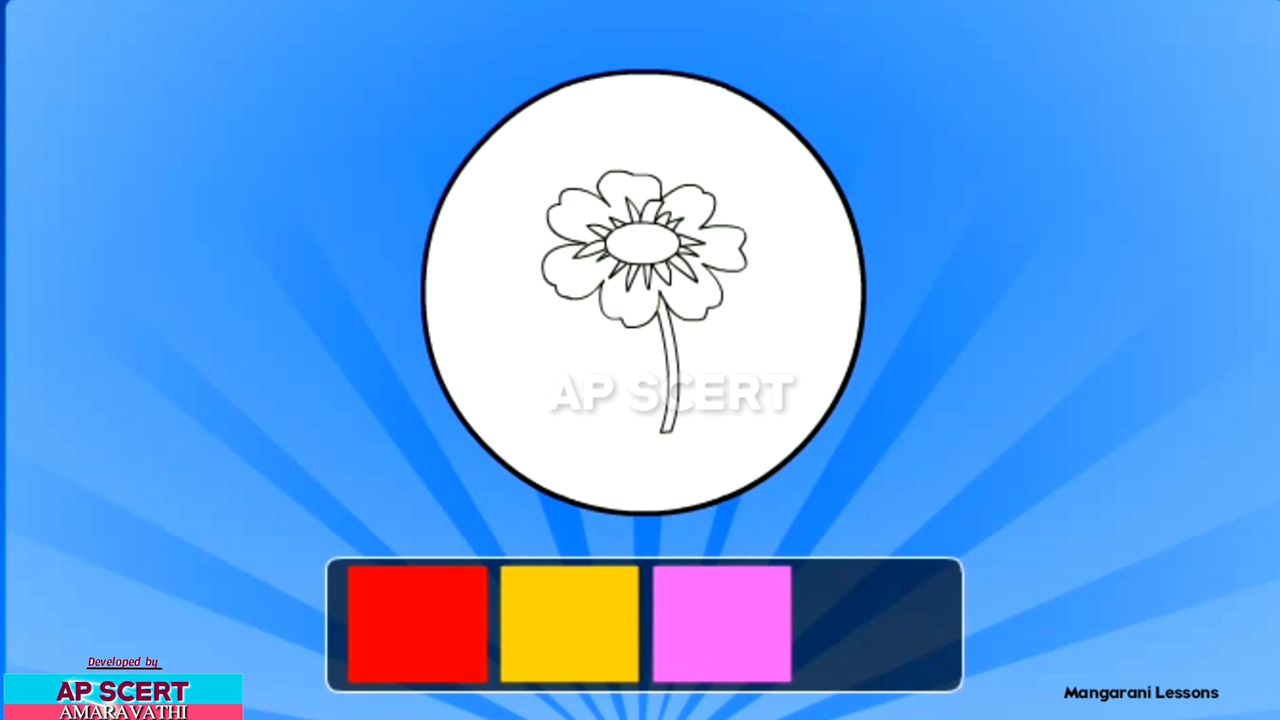 AP SCERT
Developed by
AP SCERT
AMARAVATHI
Mangarani Lessons